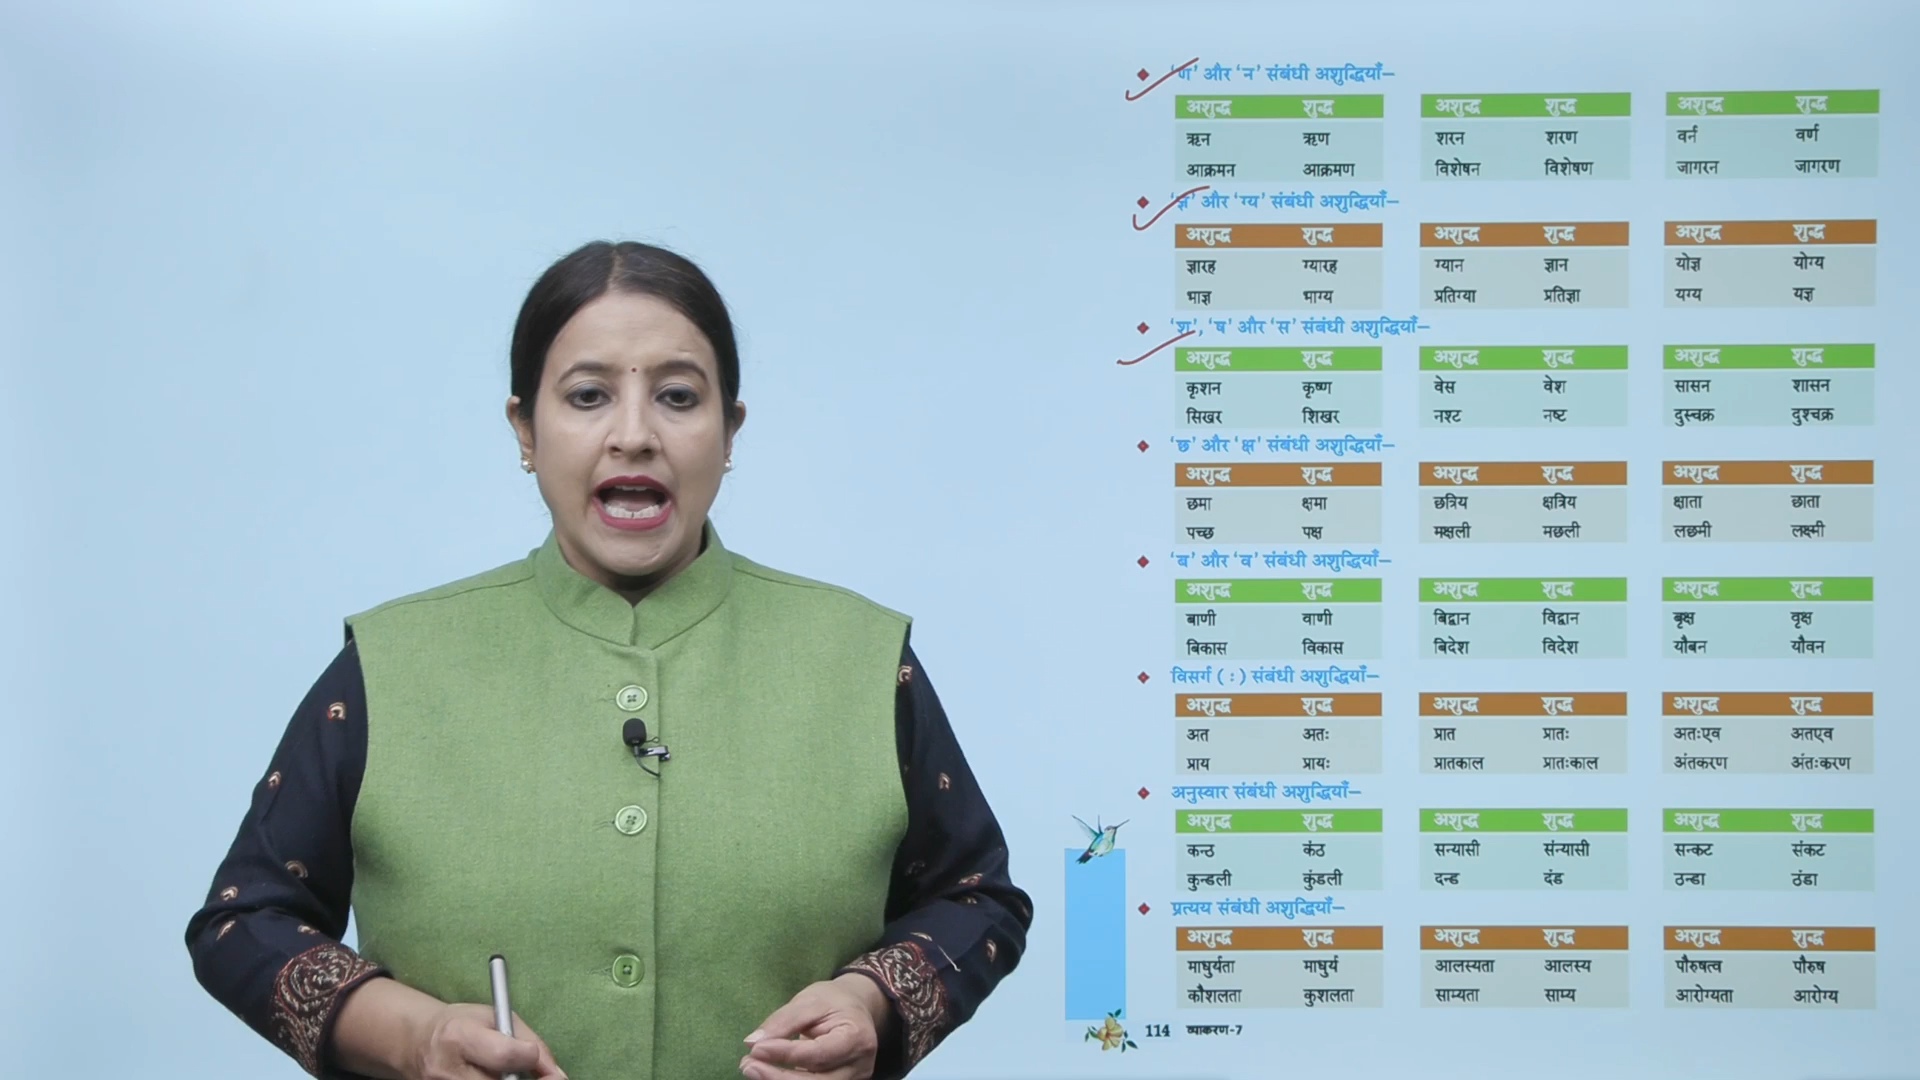 'ण' और 'न' संबंधी अशुद्धियाँ–
अशुद्ध शुद्ध अशुद्ध शुद्ध अशुद्ध शुद्ध
ऋन ऋण शरन शरण वर्न वर्ण
आक्रमन आक्रमण विशेषन विशेषण जागरन जागरण
'ज्ञ' और 'ग्य' संबंधी अशुद्धियाँ–
अशुद्ध शुद्ध अशुद्ध शुद्ध अशुद्ध शुद्ध
ज्ञारह ग्यारह ग्यान ज्ञान योज्ञ योग्य
भाज्ञ भाग्य प्रतिग्या प्रतिज्ञा यग्य यज्ञ
'श', 'ष' और 'स' संबंधी अशुद्धियाँ–
अशुद्ध शुद्ध अशुद्ध शुद्ध अशुद्ध शुद्ध
कृशन कृष्ण वेस वेश सासन शासन
सिखर शिखर नश्ट नष्ट दुस्चक्र दुश्चक्र
'छ' और 'क्ष' संबंधी अशुद्धियाँ–
अशुद्ध शुद्ध अशुद्ध शुद्ध अशुद्ध शुद्ध
छमा क्षमा छत्रिय क्षत्रिय क्षाता छाता
पच्छ पक्ष मक्षली मछली लछमी लक्ष्मी
'ब' और 'व' संबंधी अशुद्धियाँ–
अशुद्ध शुद्ध अशुद्ध शुद्ध अशुद्ध शुद्ध
बाणी वाणी बिद्वान विद्वान बृक्ष वृक्ष
बिकास विकास बिदेश विदेश यौबन यौवन
विसर्ग (:) संबंधी अशुद्धियाँ–
अशुद्ध शुद्ध अशुद्ध शुद्ध अशुद्ध शुद्ध
अत अतः प्रात प्रातः अतःएव अतएव
प्राय प्रायः प्रातकाल प्रातःकाल अंतकरण अंतःकरण
अनुस्वार संबंधी अशुद्धियाँ–
अशुद्ध शुद्ध अशुद्ध शुद्ध अशुद्ध शुद्ध
कन्ठ कंठ सन्यासी संन्यासी सन्कट संकट
कुन्डली कुंडली दन्ड दंड ठन्डा ठंडा
प्रत्यय संबंधी अशुद्धियाँ–
अशुद्ध शुद्ध अशुद्ध शुद्ध अशुद्ध शुद्ध
माधुर्यता माधुर्य आलस्यता आलस्य पौरुषत्व पौरुष
कौशलता कुशलता साम्यता साम्य आरोग्यता आरोग्य
114 व्याकरण-7